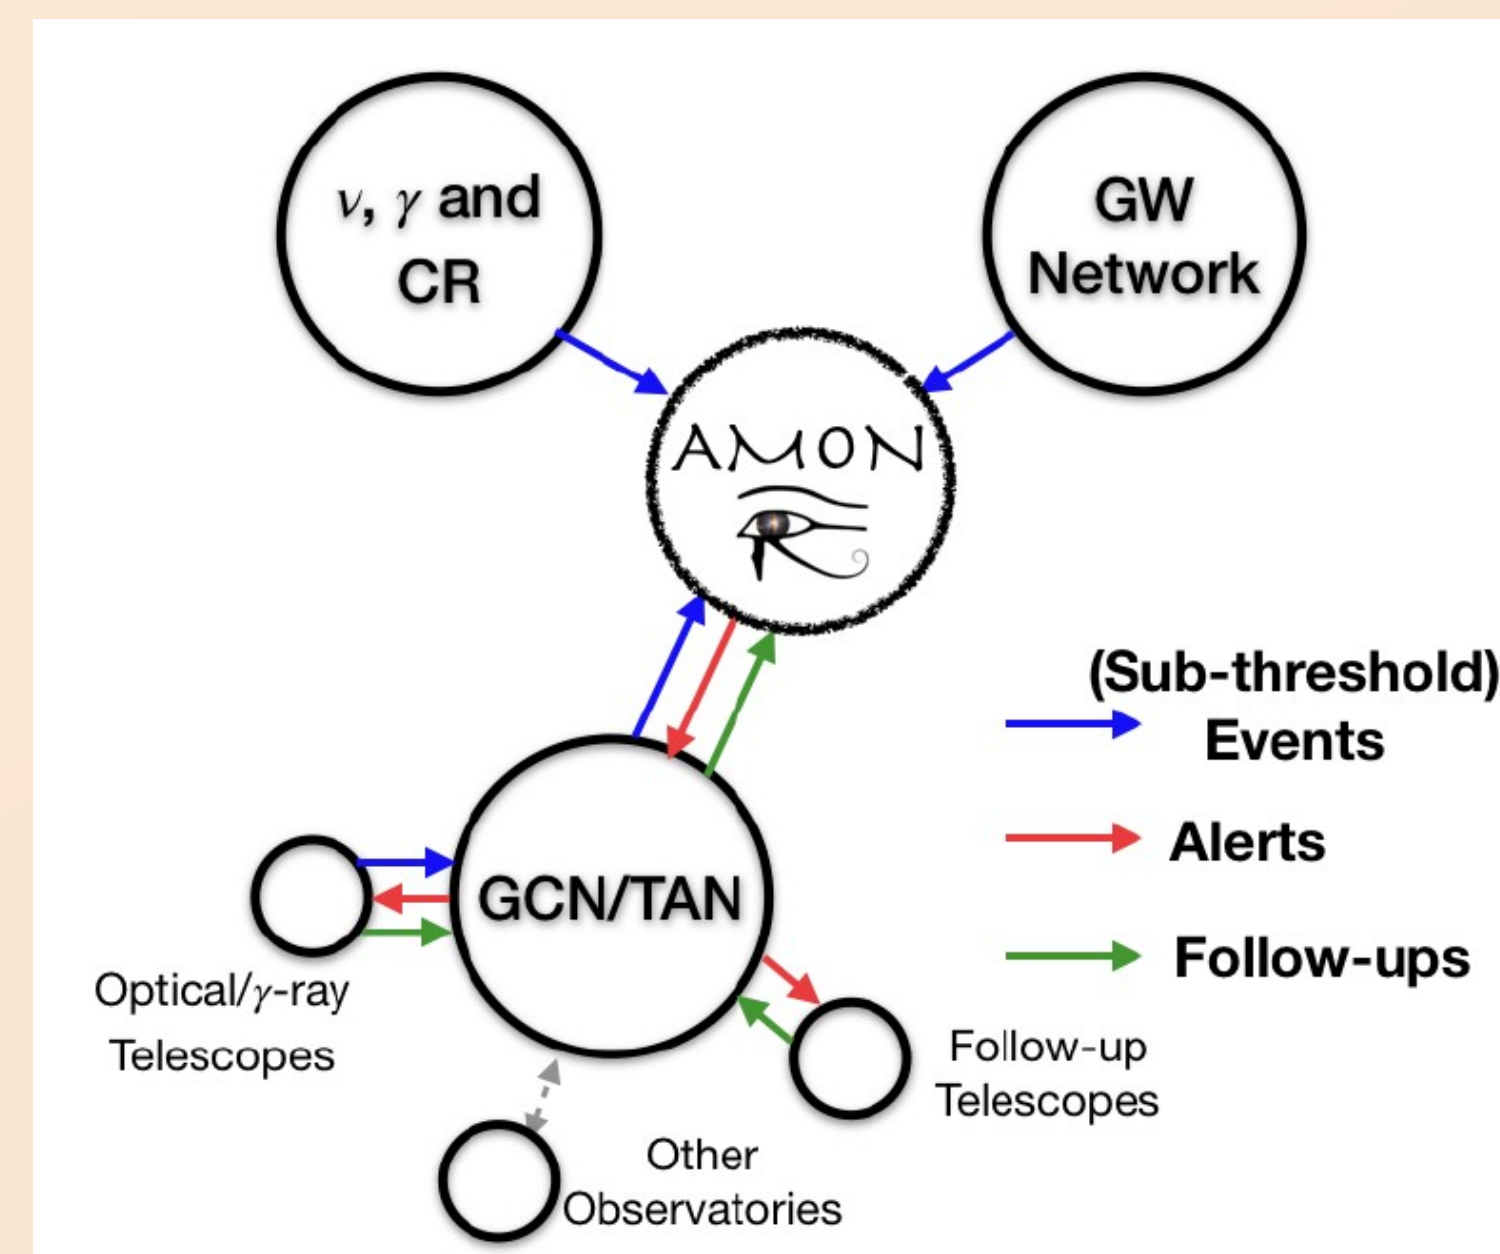 ν, γ and
CR
GW
Network
AMON
(Sub-threshold)
Events
Alerts
Follow-ups
GCN/TAN
Optical/γ-ray
Telescopes
Follow-up
Telescopes
Other
Observatories